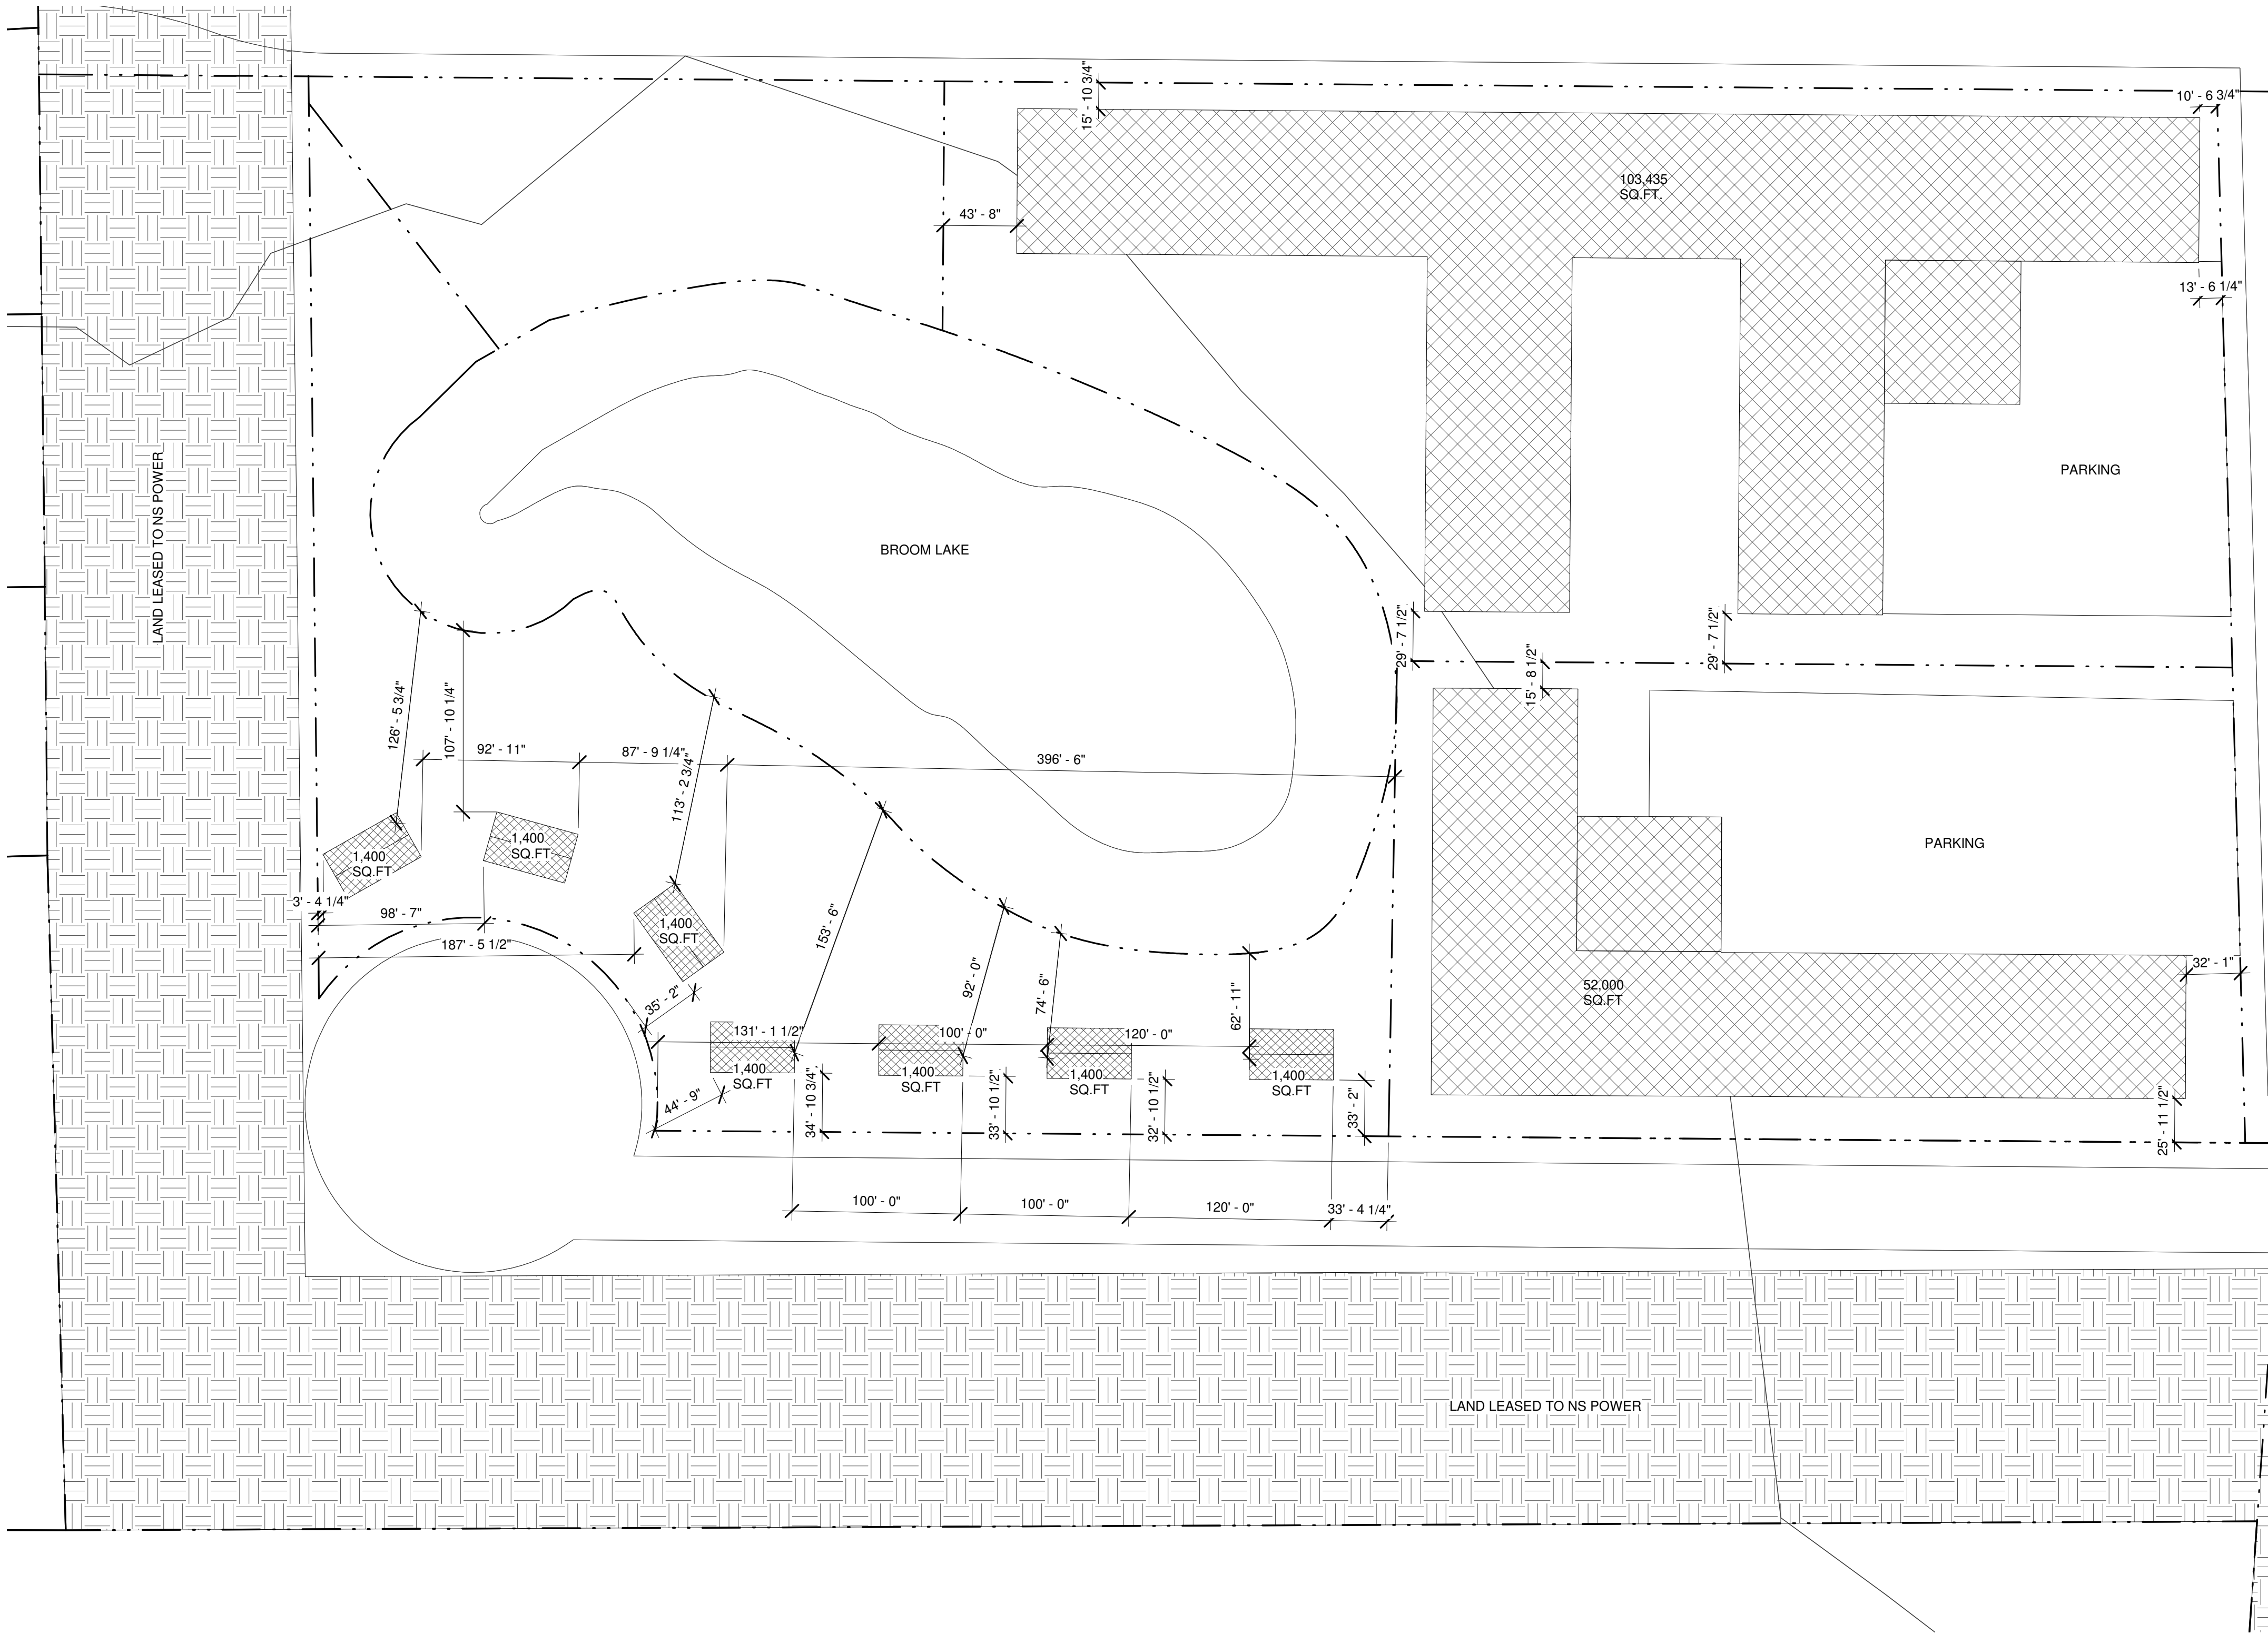 15' - 10 3/4"
10' - 6 3/4"
103,435
SQ.FT.
43' - 8"
13' - 6 1/4"
PARKING
LAND LEASED TO NS POWER
BROOM LAKE
29' - 7 1/2"
29' - 7 1/2"
15' - 8 1/2"
126' - 5 3/4"
107' - 10 1/4"
92' - 11"
87' - 9 1/4"
113' - 2 3/4"
396' - 6"
1,400
SQ.FT
1,400
SQ.FT
PARKING
3' - 4 1/4"
98' - 7"
187' - 5 1/2"
1,400
SQ.FT
153' - 6"
92' - 0"
74' - 6"
62' - 11"
32' - 1"
52,000
SQ.FT
35' - 2"
131' - 1 1/2"
100' - 0"
120' - 0"
1,400
SQ.FT
1,400
SQ.FT
1,400
SQ.FT
1,400
SQ.FT
44' - 9"
34' - 10 3/4"
33' - 10 1/2"
32' - 10 1/2"
33' - 2"
25' - 11 1/2"
100' - 0"
100' - 0"
120' - 0"
33' - 4 1/4"
LAND LEASED TO NS POWER